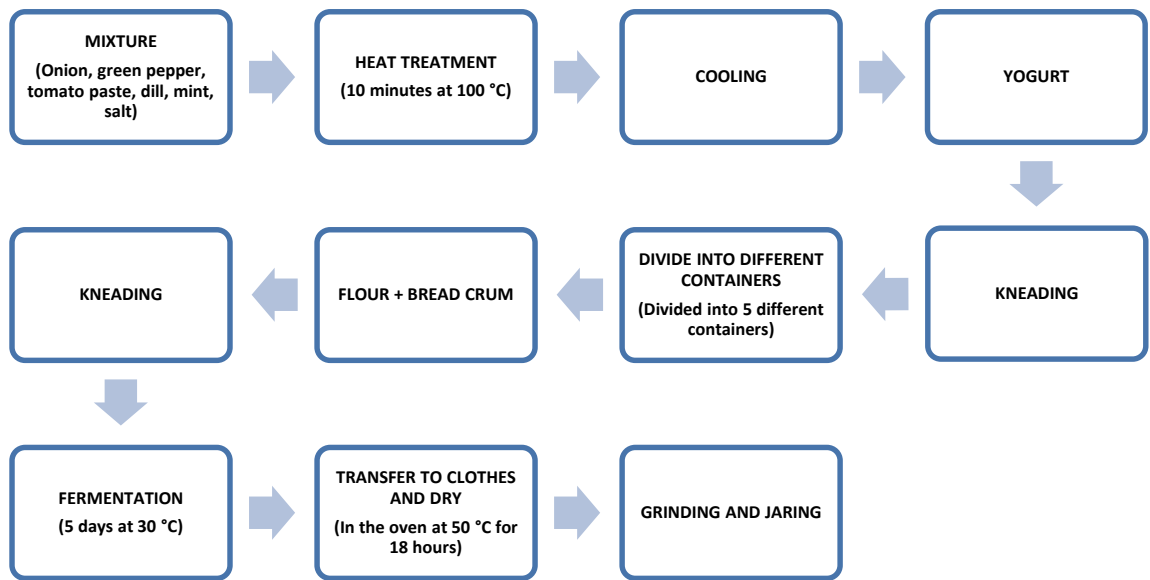 MIXTURE
(Onion, green pepper,
tomato paste, dill, mint,
salt)
HEAT TREATMENT
(10 minutes at 100 °C)
COOLING
YOGURT
KNEADING
DIVIDE INTO DIFFERENT
CONTAINERS
(Divided into 5 different
containers)
FLOUR + BREAD CRUM
KNEADING
FERMENTATION
(5 days at 30 °C)
TRANSFER TO CLOTHES
AND DRY
(In the oven at 50 °C for
18 hours)
GRINDING AND JARING